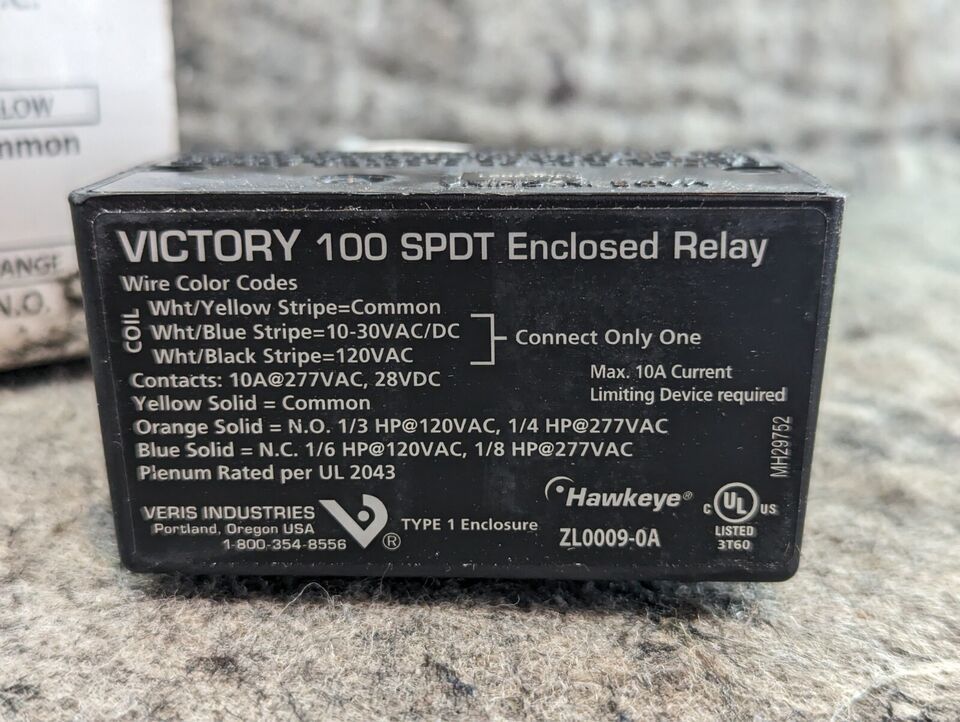 .C.
LOW
mmon
ANGE
N.O.
VICTORY 100 SPDT Enclosed Relay
Wire Color Codes
COIL
Wht/Yellow Stripe=Common
Wht/Blue Stripe=10-30VAC/DC
Wht/Black Stripe=120VAC
Connect Only One
Contacts: 10A@277VAC, 28VDC
Max. 10A Current
Limiting Device required
Yellow Solid = Common
Orange Solid = N.O. 1/3 HP@120VAC, 1/4 HP@277VAC
Blue Solid = N.C. 1/6 HP@120VAC, 1/8 HP@277VAC
Plenum Rated per UL 2043
MH29752
VERIS INDUSTRIES
Portland, Oregon USA
1-800-354-8556
®
TYPE 1 Enclosure
Hawkeye®
ZL0009-0A
C UL US
LISTED
3T60